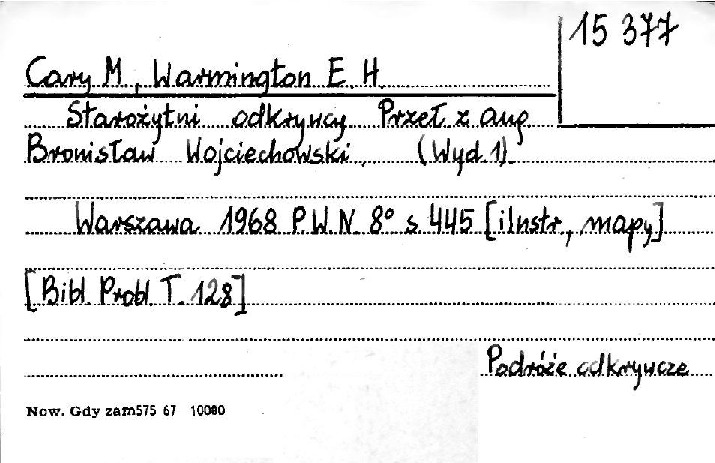 15 377
Cary M., Warmington E. H.
Starożytni odkrywcy Przeł z ang
Bronisław Wojciechowski. (Wyd. 1)
Warszawa 1968 P.W.N. 8° s. 445 [ilustr., mapy]
[Bibl. Probl. T. 128]
Podróże odkrywcze
Now. Gdy zam575 67 10080